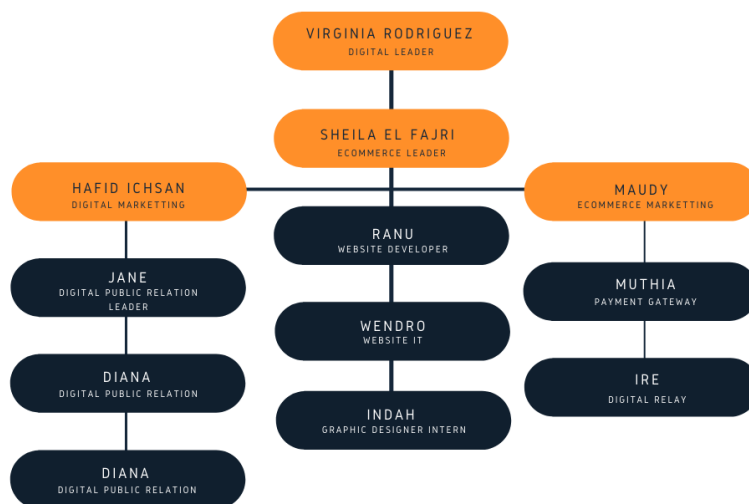 VIRGINIA RODRIGUEZ
DIGITAL LEADER
SHEILA EL FAJRI
ECOMMERCE LEADER
HAFID ICHSAN
DIGITAL MARKETTING
MAUDY
ECOMMERCE MARKETTING
JANE
DIGITAL PUBLIC RELATION
LEADER
RANU
WEBSITE DEVELOPER
MUTHIA
PAYMENT GATEWAY
DIANA
DIGITAL PUBLIC RELATION
WENDRO
WEBSITE IT
IRE
DIGITAL RELAY
DIANA
DIGITAL PUBLIC RELATION
INDAH
GRAPHIC DESIGNER INTERN